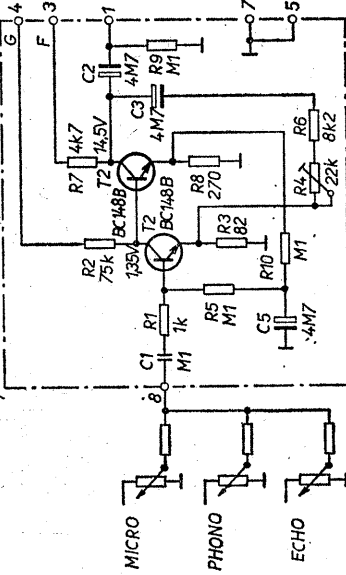 4
G
3
F
1
7
5
C2
4M7
R9
M1
C3
4M7
R7
4k7
14,5V
T2
BC148B
R8
270
R6
8k2
R4
22k
R2
75k
1,35V
T2
BC148B
R3
82
R10
M1
R1
1k
R5
M1
C5
4M7
C1
M1
8
MICRO
PHONO
ECHO